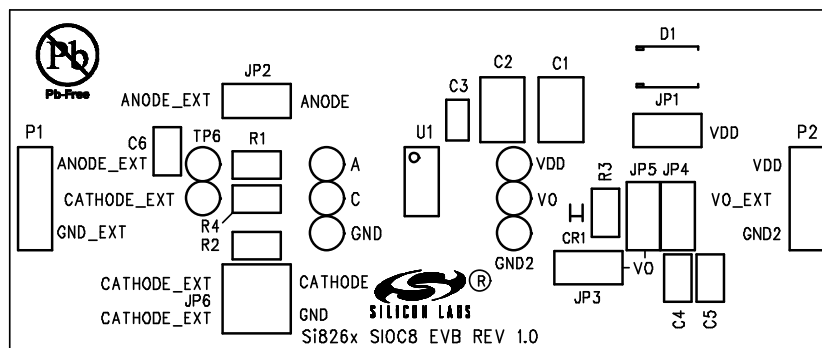 Pb
Pb-Free
JP2
ANODE_EXT
ANODE
P1
C6
TP6
R1
ANODE_EXT
A
CATHODE_EXT
C
R4
GND_EXT
GND
R2
CATHODE_EXT
CATHODE
JP6
CATHODE_EXT
GND
C3
C2
C1
D1
U1
JP1
VDD
P2
VDD
R3
JP5
JP4
VDD
VO
VO_EXT
CR1
GND2
GND2
VO
JP3
C4
C5
SILICON LABS
®
Si826x SIOC8 EVB REV 1.0